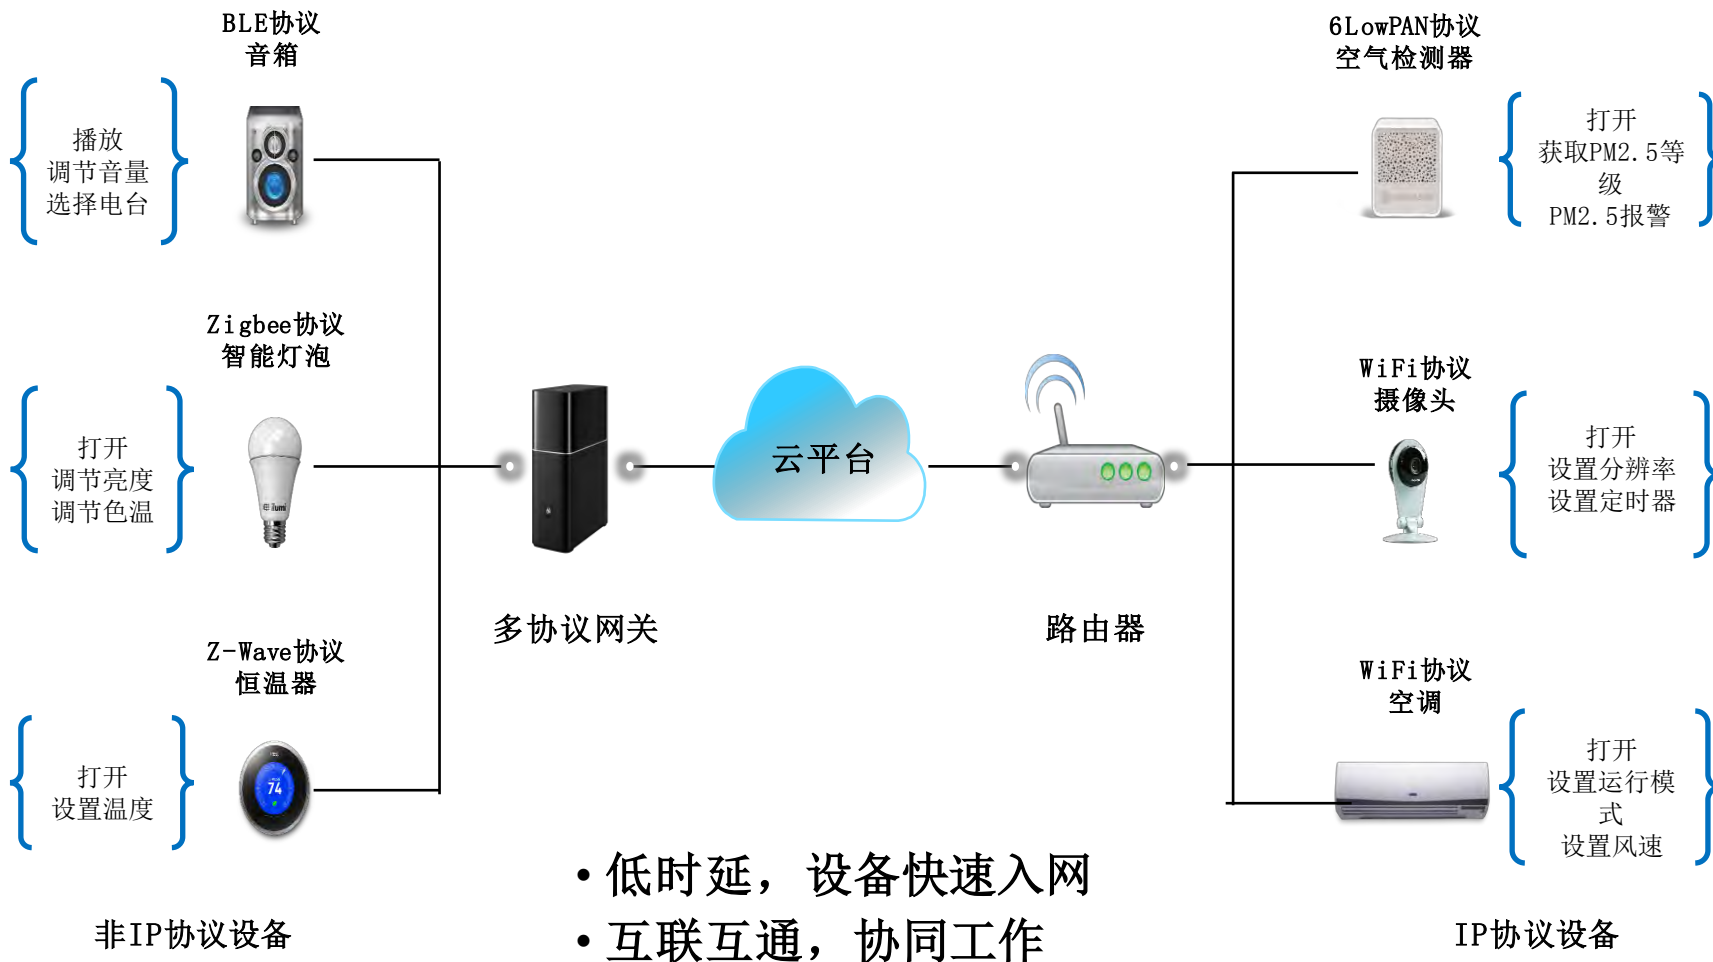 BLE协议
音箱
播放
调节音量
选择电台
Zigbee协议
智能灯泡
打开
调节亮度
调节色温
ilumi
Z-Wave协议
恒温器
打开
设置温度
74
非IP协议设备
多协议网关
云平台
路由器
6LowPAN协议
空气检测器
打开
获取PM2.5等
级
PM2.5报警
WiFi协议
摄像头
打开
设置分辨率
设置定时器
WiFi协议
空调
打开
设置运行模
式
设置风速
IP协议设备
• 低时延，设备快速入网
• 互联互通，协同工作